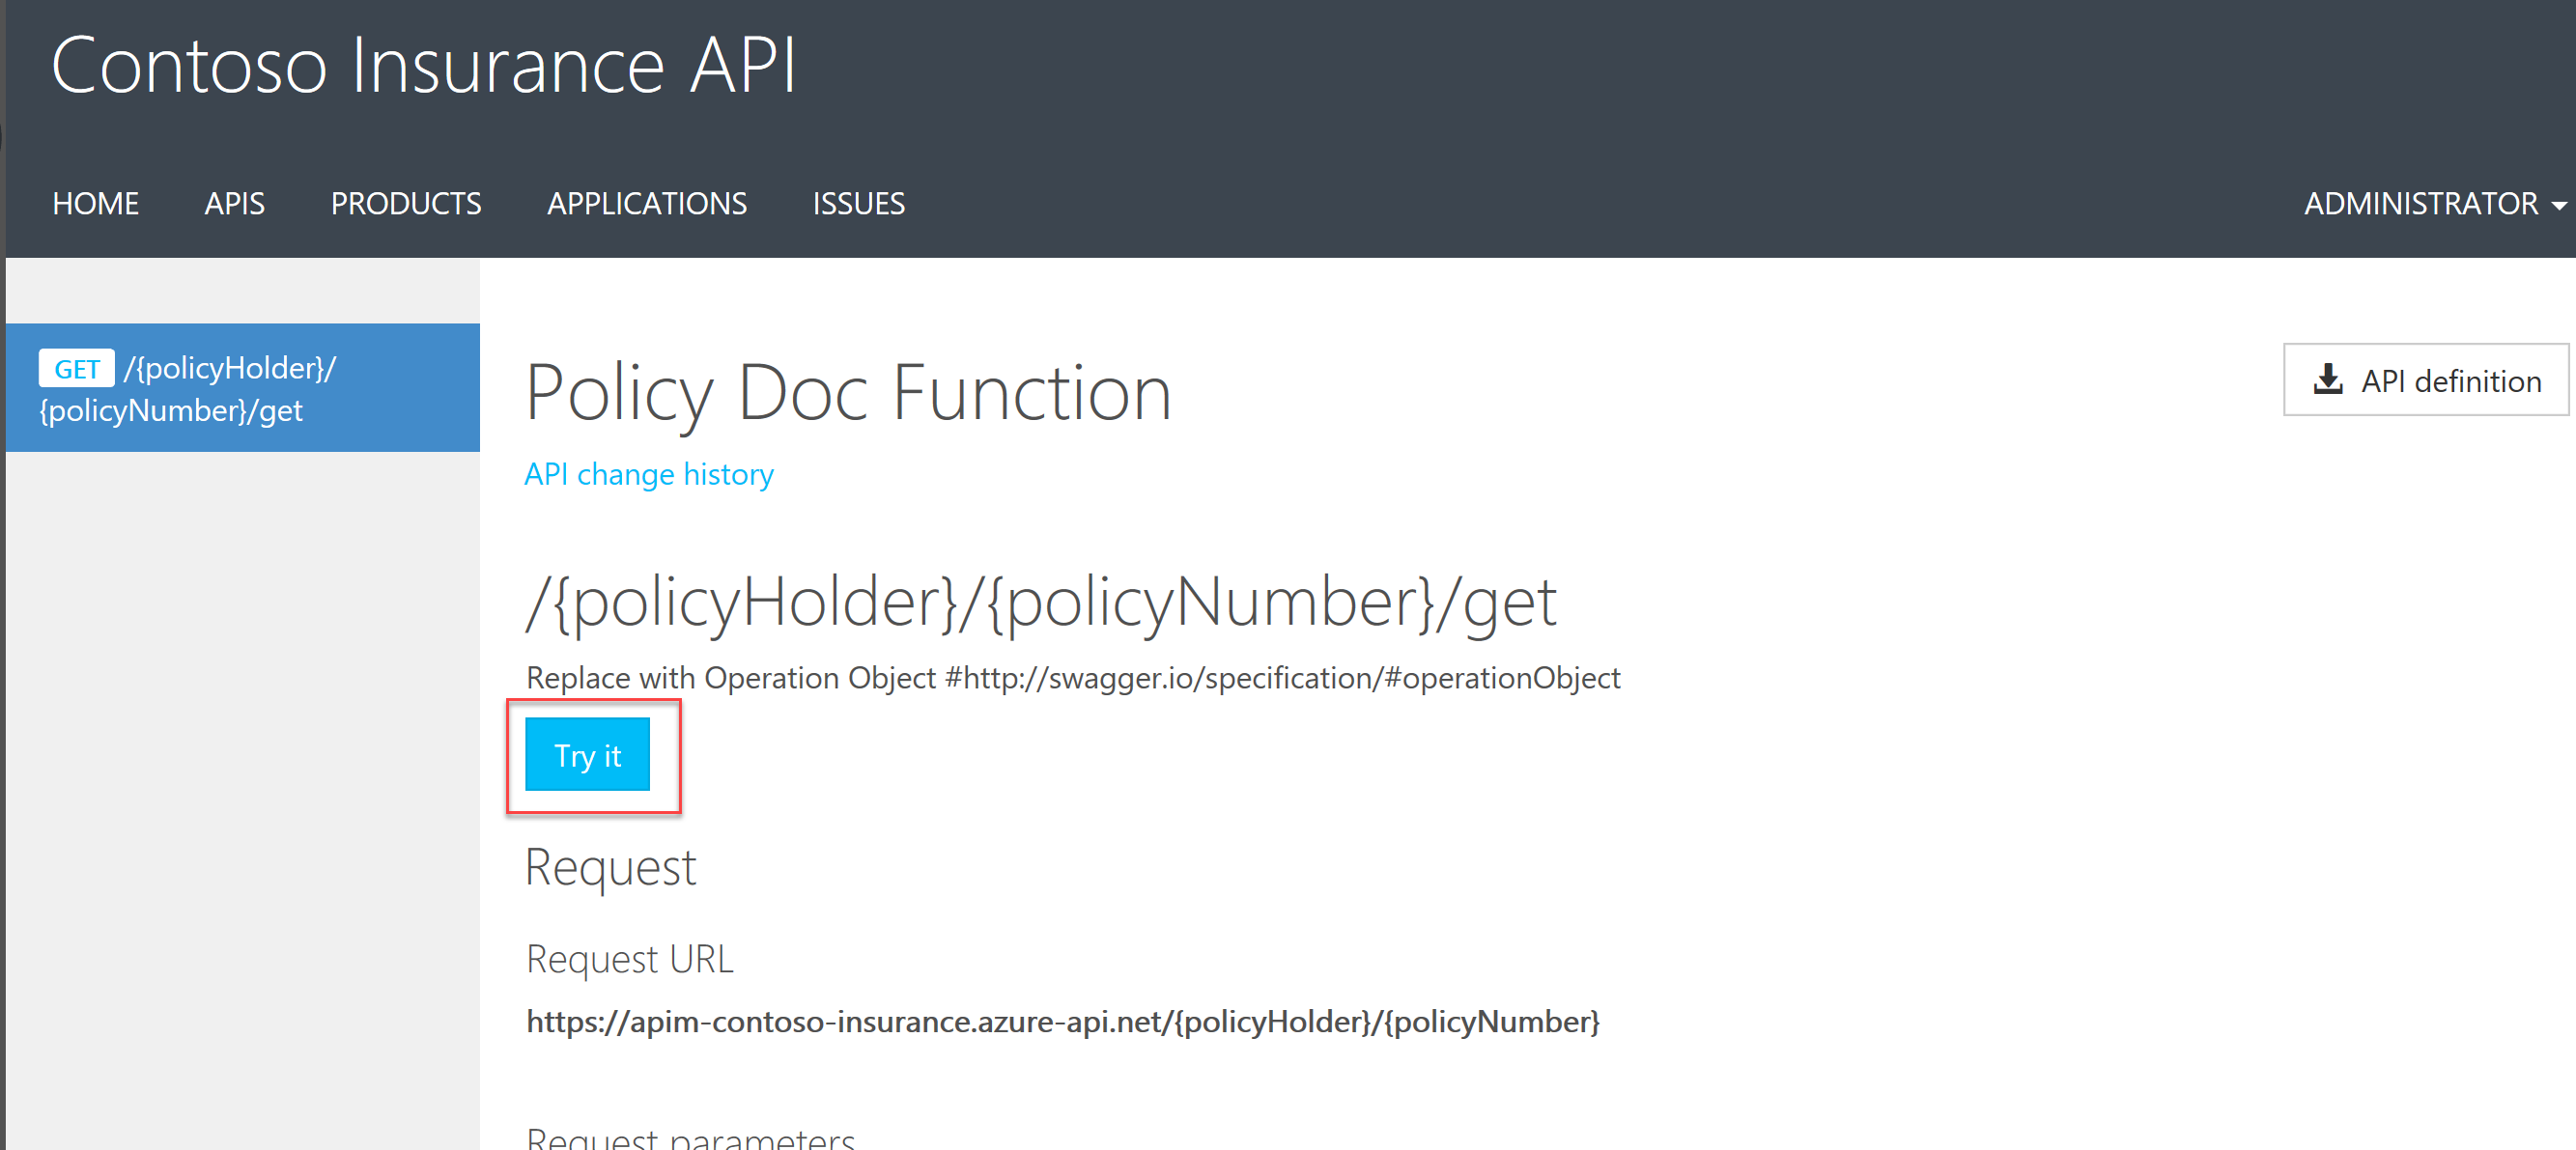 Contoso Insurance API
HOME APIS PRODUCTS APPLICATIONS ISSUES ADMINISTRATOR
GET /{policyHolder}/
{policyNumber}/get
Policy Doc Function
API definition
API change history
/{policyHolder}/{policyNumber}/get
Replace with Operation Object #http://swagger.io/specification/#operationObject
Try it
Request
Request URL
https://apim-contoso-insurance.azure-api.net/{policyHolder}/{policyNumber}
Request parameters